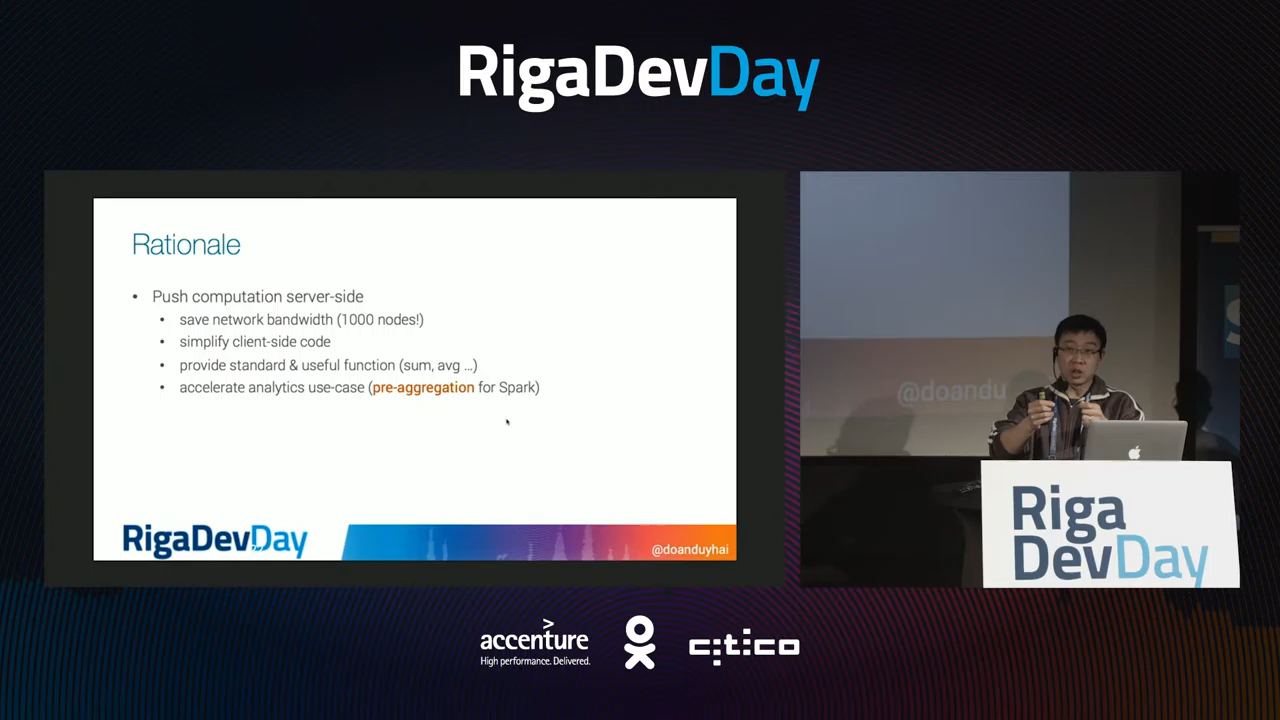 RigaDevDay
Rationale
• Push computation server-side
• save network bandwidth (1000 nodes!)
• simplify client-side code
• provide standard & useful function (sum, avg ...)
• accelerate analytics use-case (pre-aggregation for Spark)
RigaDevDay
@doanduyhai
@doandu
Riga
DevDay
accenture
High performance. Delivered.
citico